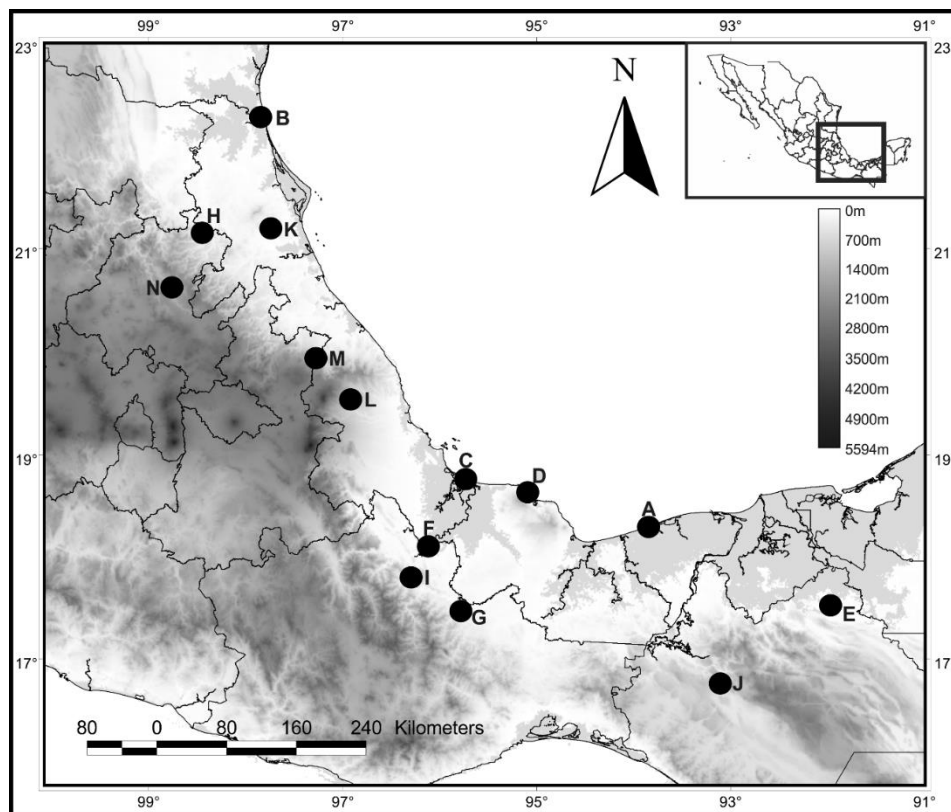 99° 97° 95° 93° 91°
23° 23
N
B
0m
700m
1400m
2100m
2800m
3500m
4200m
4900m
5594m
H
K
21° 21
N
M
L
19° 19
C
D
A
F
I
G
E
17° 17
J
80 0 80 160 240 Kilometers
99° 97° 95° 93° 91°